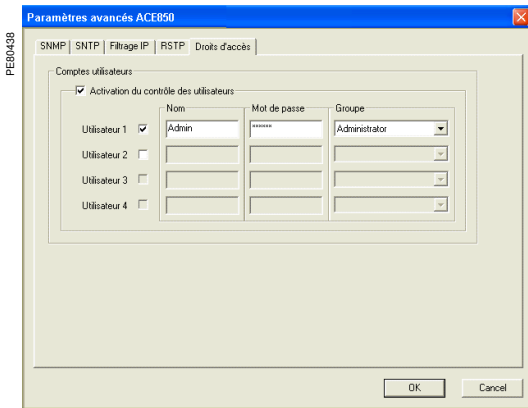 PE80438
Paramètres avancés ACE850
SNMP SNTP Filtrage IP RSTP Droits d'accès
Comptes utilisateurs
Activation du contrôle des utilisateurs
Nom Mot de passe Groupe
Utilisateur 1 Admin ****** Administrator
Utilisateur 2
Utilisateur 3
Utilisateur 4
OK Cancel